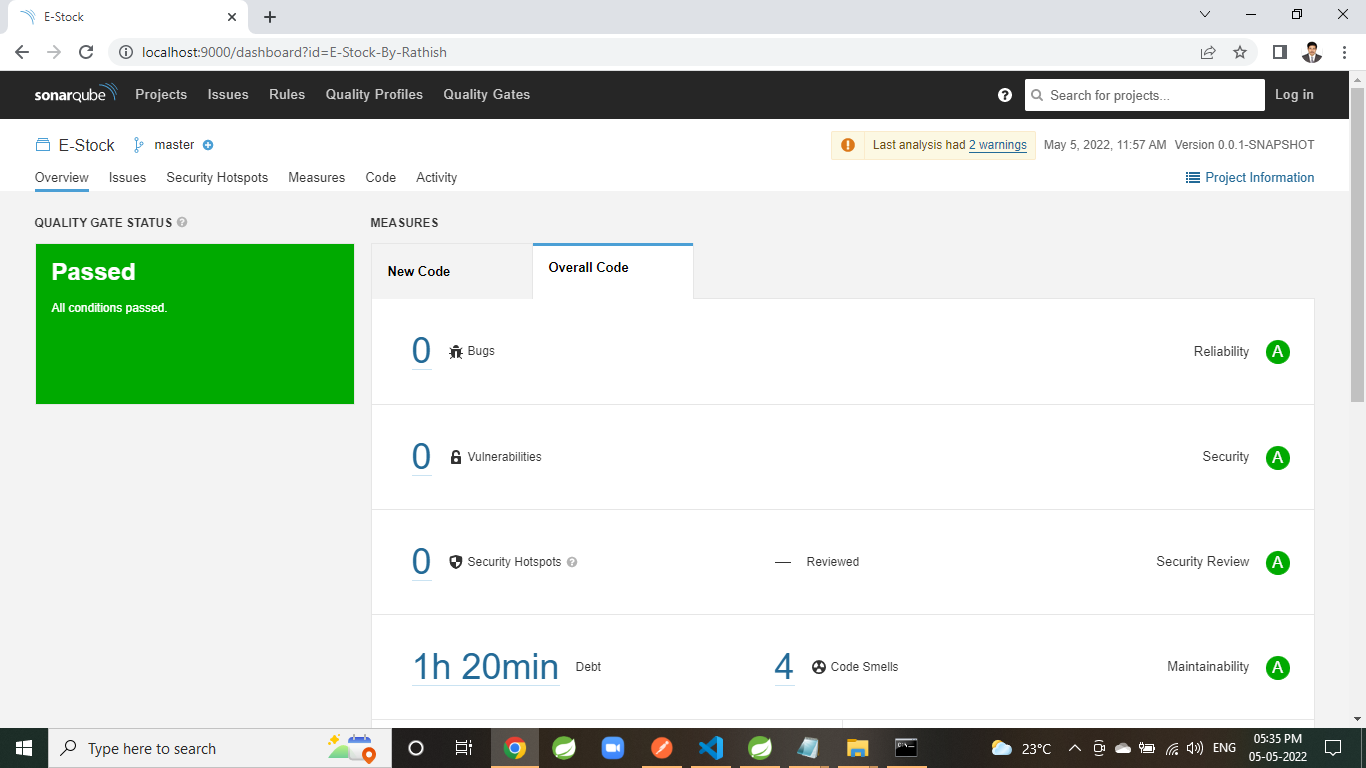 E-Stock
localhost:9000/dashboard?id=E-Stock-By-Rathish
sonarqube Projects Issues Rules Quality Profiles Quality Gates Search for projects... Log in
E-Stock master Last analysis had 2 warnings May 5, 2022, 11:57 AM Version 0.0.1-SNAPSHOT
Overview Issues Security Hotspots Measures Code Activity Project Information
QUALITY GATE STATUS MEASURES
Passed
All conditions passed.
New Code Overall Code
0 Bugs Reliability A
0 Vulnerabilities Security A
0 Security Hotspots — Reviewed Security Review A
1h 20min Debt 4 Code Smells Maintainability A
Type here to search 23°C ENG 05:35 PM
05-05-2022